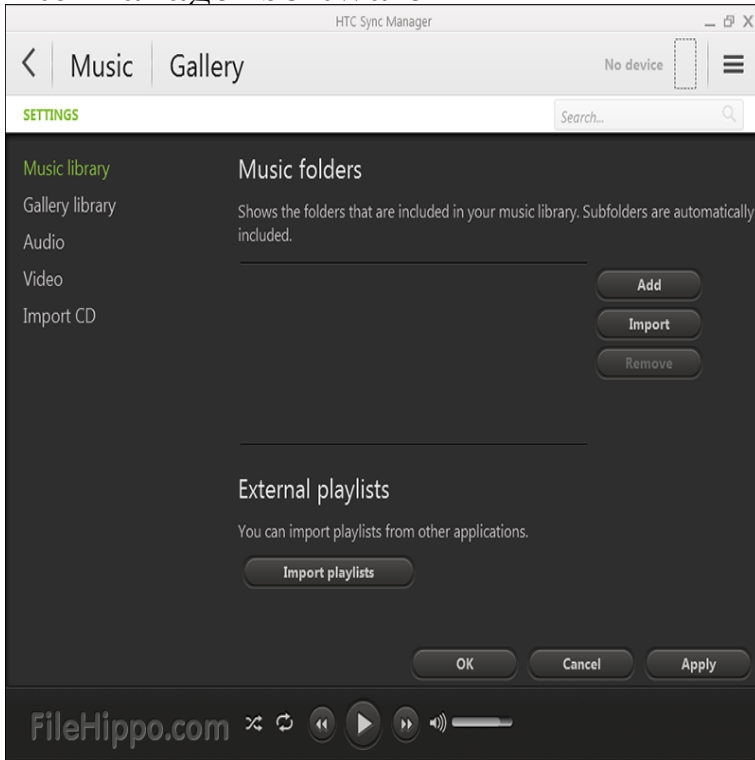 HTC Sync Manager
Music Gallery No device
SETTINGS Search...
Music library
Gallery library
Audio
Video
Import CD
Music folders
Shows the folders that are included in your music library. Subfolders are automatically
included.
Add
Import
Remove
External playlists
You can import playlists from other applications.
Import playlists
OK Cancel Apply
FileHippo.com